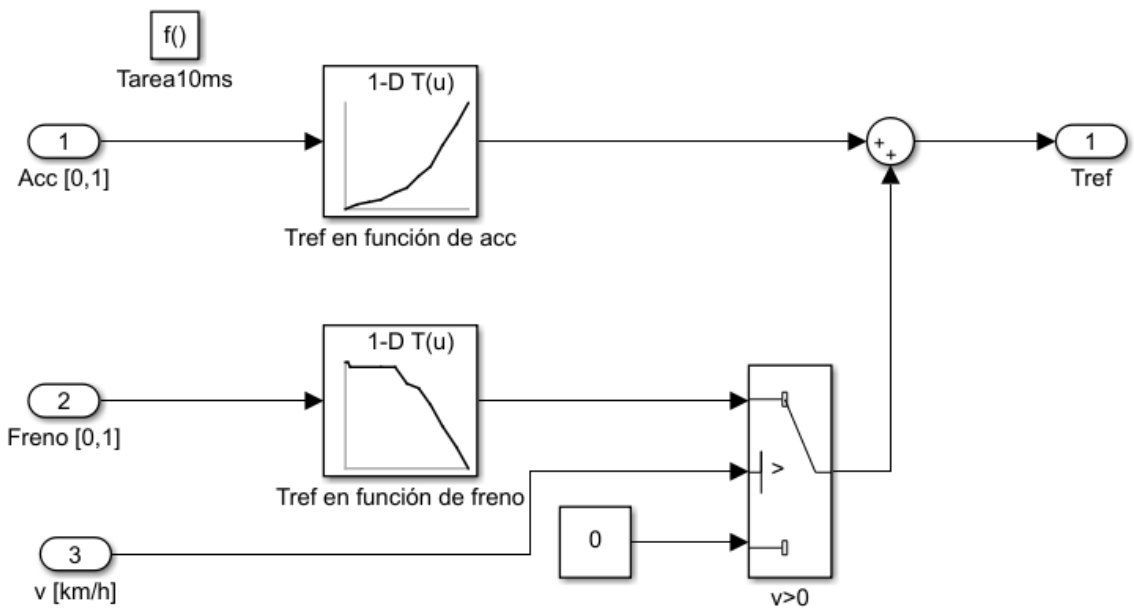 f()
Tarea10ms
1-D T(u)
1
Acc [0,1]
Tref en función de acc
+
+
1
Tref
1-D T(u)
2
Freno [0,1]
Tref en función de freno
>
0
3
v [km/h]
v>0